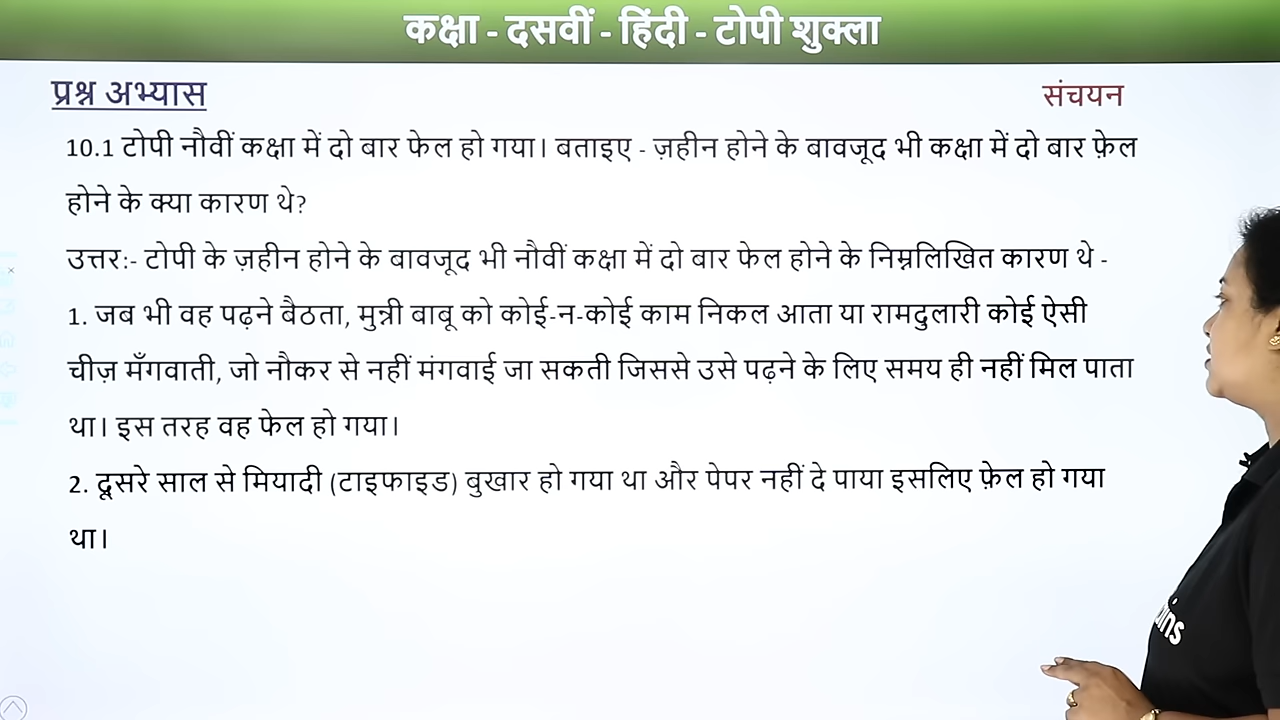 कक्षा - दसवीं - हिंदी - टोपी शुक्ला
प्रश्न अभ्यास
संचयन
10.1 टोपी नौवीं कक्षा में दो बार फेल हो गया। बताइए - ज़हीन होने के बावजूद भी कक्षा में दो बार फ़ेल
होने के क्या कारण थे?
उत्तर:- टोपी के ज़हीन होने के बावजूद भी नौवीं कक्षा में दो बार फेल होने के निम्नलिखित कारण थे -
1. जब भी वह पढ़ने बैठता, मुन्नी बाबू को कोई-न-कोई काम निकल आता या रामदुलारी कोई ऐसी
चीज़ मँगवाती, जो नौकर से नहीं मंगवाई जा सकती जिससे उसे पढ़ने के लिए समय ही नहीं मिल पाता
था। इस तरह वह फेल हो गया।
2. दूसरे साल से मियादी (टाइफाइड) बुखार हो गया था और पेपर नहीं दे पाया इसलिए फ़ेल हो गया
था।